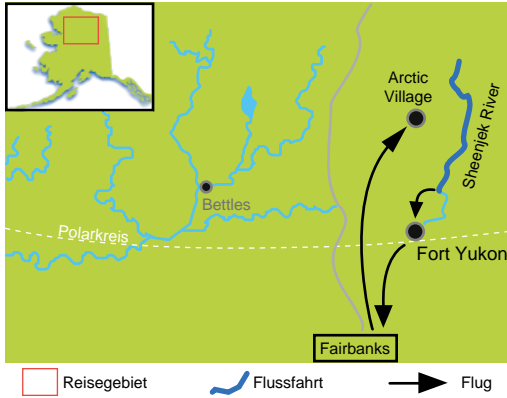 Arctic
Village
Sheenjek River
Bettles
Polarkreis
Fort Yukon
Fairbanks
Reisegebiet
Flussfahrt
Flug